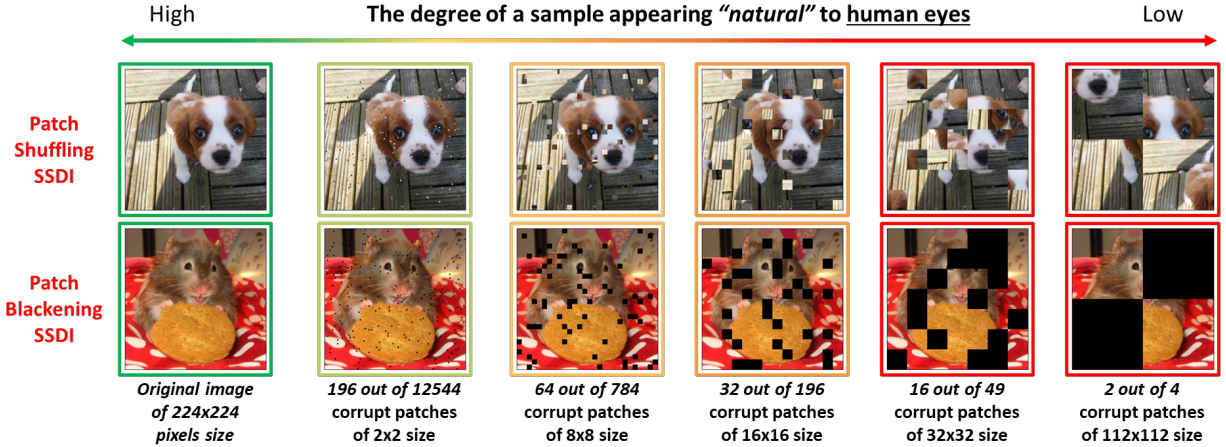 High
The degree of a sample appearing “natural” to human eyes
Low
Patch
Shuffling
SSDI
Patch
Blackening
SSDI
Original image
of 224x224
pixels size
196 out of 12544
corrupt patches
of 2x2 size
64 out of 784
corrupt patches
of 8x8 size
32 out of 196
corrupt patches
of 16x16 size
16 out of 49
corrupt patches
of 32x32 size
2 out of 4
corrupt patches
of 112x112 size